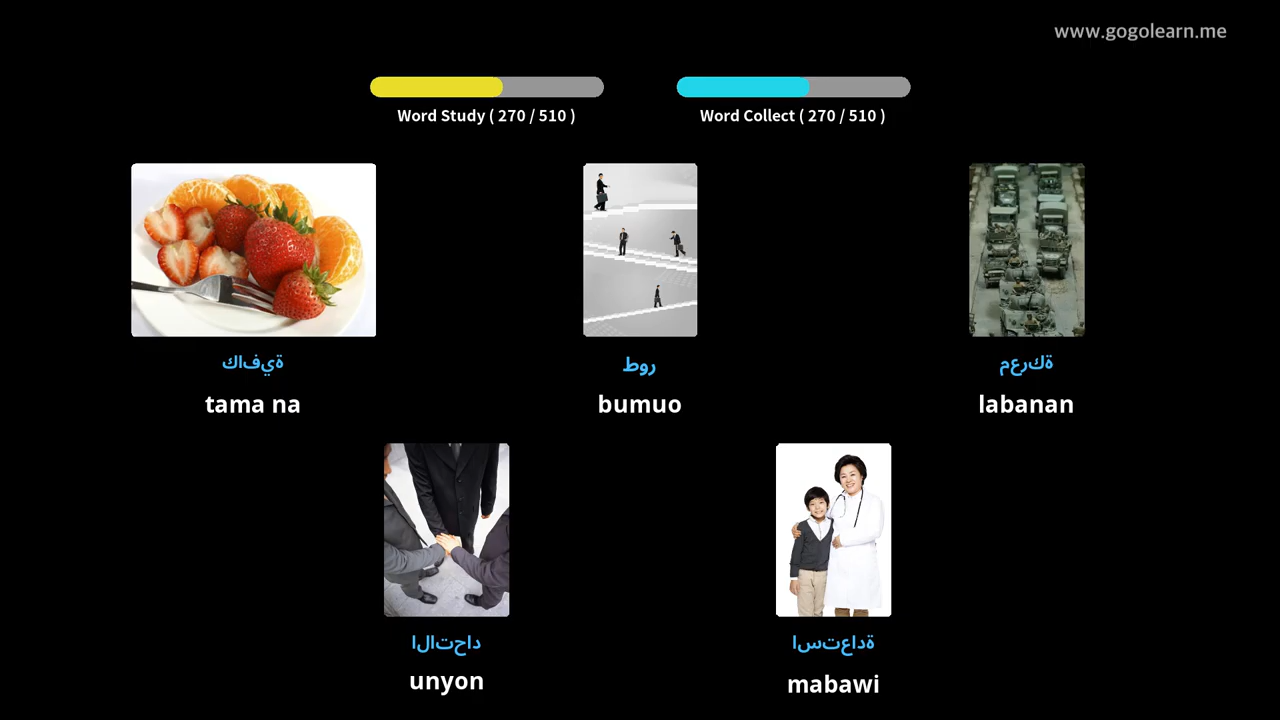 www.gogolearn.me
Word Study ( 270 / 510 )
Word Collect ( 270 / 510 )
كافية
tama na
طور
bumuo
معركة
labanan
الاتحاد
unyon
استعادة
mabawi